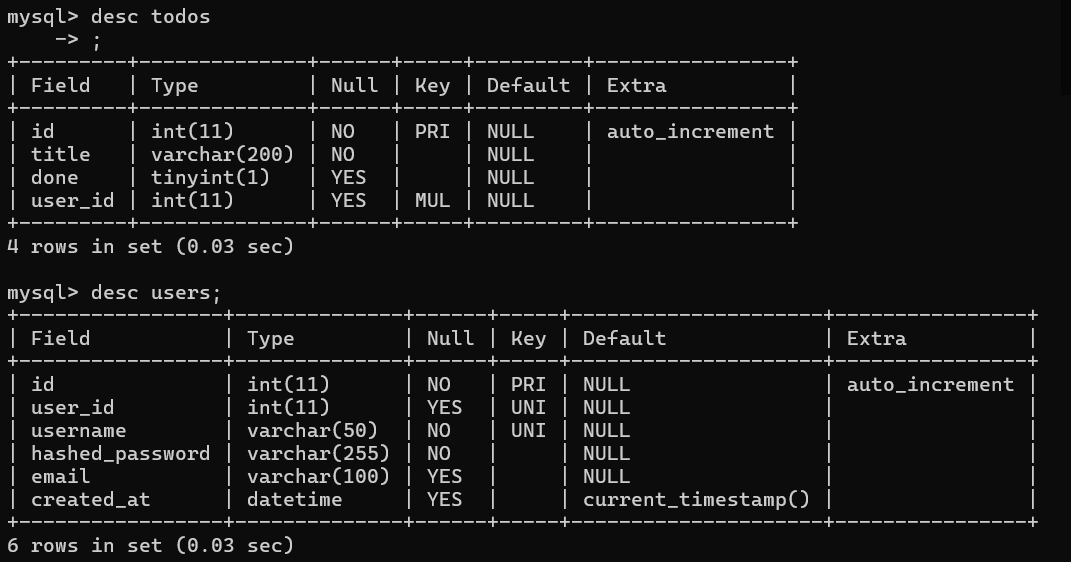 mysql> desc todos
    -> ;
+---------+--------------+------+-----+---------+----------------+
| Field   | Type         | Null | Key | Default | Extra          |
+---------+--------------+------+-----+---------+----------------+
| id      | int(11)      | NO   | PRI | NULL    | auto_increment |
| title   | varchar(200) | NO   |     | NULL    |                |
| done    | tinyint(1)   | YES  |     | NULL    |                |
| user_id | int(11)      | YES  | MUL | NULL    |                |
+---------+--------------+------+-----+---------+----------------+
4 rows in set (0.03 sec)

mysql> desc users;
+-----------------+--------------+------+-----+---------------------+----------------+
| Field           | Type         | Null | Key | Default             | Extra          |
+-----------------+--------------+------+-----+---------------------+----------------+
| id              | int(11)      | NO   | PRI | NULL                | auto_increment |
| user_id         | int(11)      | YES  | UNI | NULL                |                |
| username        | varchar(50)  | NO   | UNI | NULL                |                |
| hashed_password | varchar(255) | NO   |     | NULL                |                |
| email           | varchar(100) | YES  |     | NULL                |                |
| created_at      | datetime     | YES  |     | current_timestamp() |                |
+-----------------+--------------+------+-----+---------------------+----------------+
6 rows in set (0.03 sec)